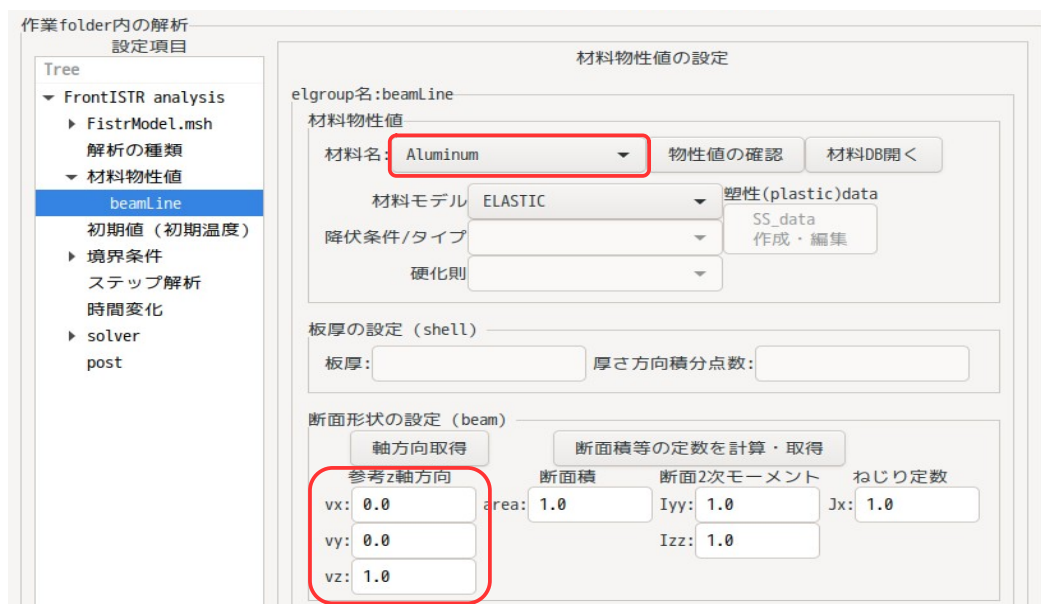 作業folder内の解析
設定項目
Tree
FrontISTR analysis
FistrModel.msh
解析の種類
材料物性値
beamLine
初期値（初期温度）
境界条件
ステップ解析
時間変化
solver
post
材料物性値の設定
elgroup名:beamLine
材料物性値
材料名: Aluminum 物性値の確認 材料DB開く
材料モデル ELASTIC 塑性(plastic)data
降伏条件/タイプ SS_data
作成・編集
硬化則
板厚の設定 (shell)
板厚: 厚さ方向積分点数:
断面形状の設定 (beam)
軸方向取得 断面積等の定数を計算・取得
参考z軸方向 断面積 断面2次モーメント ねじり定数
vx: 0.0 area: 1.0 Iyy: 1.0 Jx: 1.0
vy: 0.0 Izz: 1.0
vz: 1.0